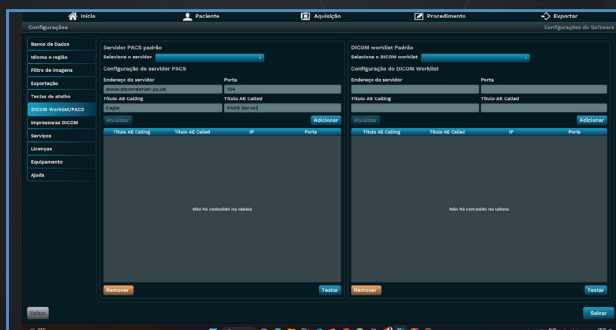 Início
Paciente
Aquisição
Procedimento
Exportar
Configurações
Configurações do Software
Banco de Dados
Idioma e região
Filtro de imagens
Exportação
Teclas de atalho
DICOM Worklist/PACS
Impressoras DICOM
Serviços
Licenças
Equipamento
Ajuda
Servidor PACS padrão
Selecione o servidor
Configuração do servidor PACS
Endereço do servidor Porta
www.dicomserver.co.uk 104
Título AE Calling Título AE Called
Eagle PACS Server1
Atualizar Adicionar
Título AE Calling Título AE Called IP Porta
Não há conteúdo na tabela
Remover Testar
DICOM worklist Padrão
Selecione o DICOM worklist
Configuração do DICOM Worklist
Endereço do servidor Porta
Título AE Calling Título AE Called
Atualizar Adicionar
Título AE Calling Título AE Called IP Porta
Não há conteúdo na tabela
Remover Testar
Voltar Salvar